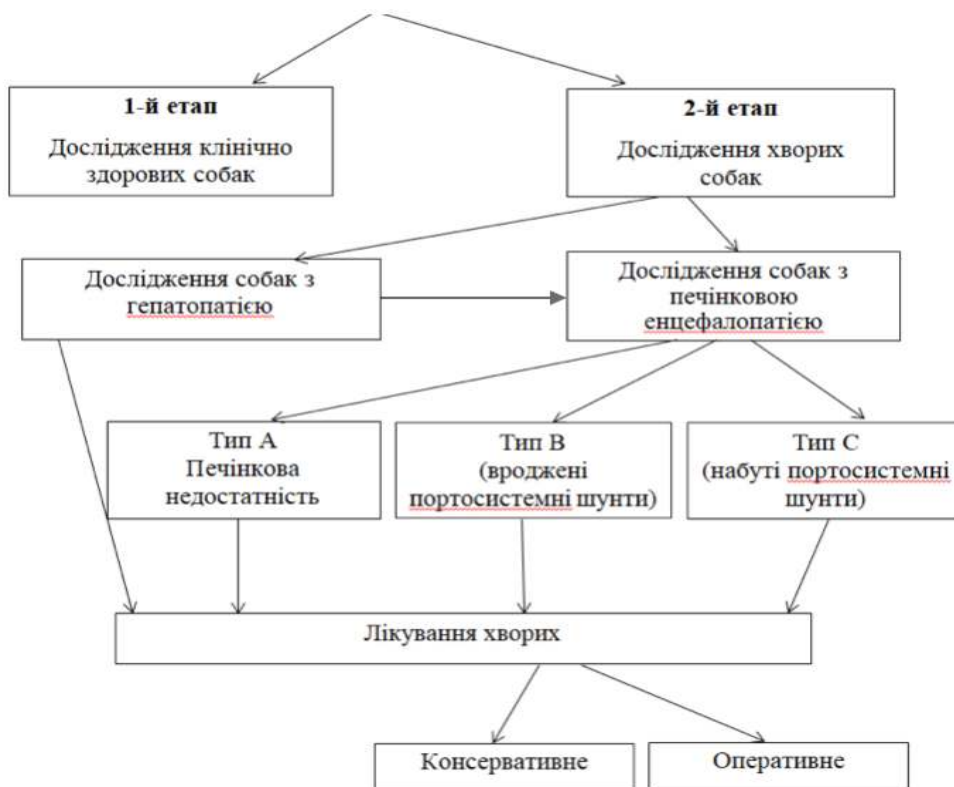 1-й етап
Дослідження клінічно
здорових собак
2-й етап
Дослідження хворих
собак
Дослідження собак з
гепатопатією
Дослідження собак з
печінковою
енцефалопатією
Тип А
Печінкова
недостатність
Тип В
(вроджені
портосистемні шунти)
Тип С
(набуті портосистемні
шунти)
Лікування хворих
Консервативне
Оперативне